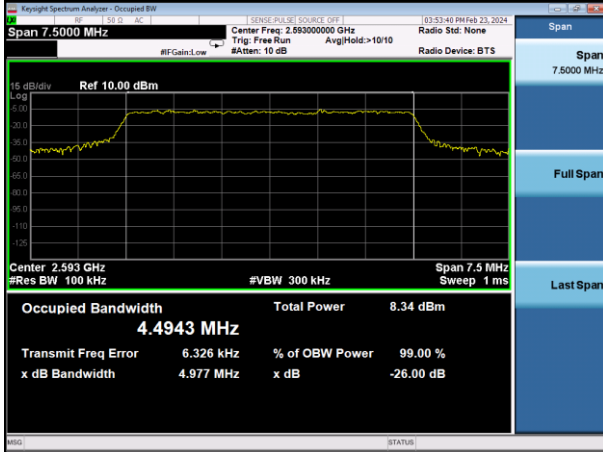 Keysight Spectrum Analyzer - Occupied BW
RF 50 Ω AC SENSE:PULSE SOURCE OFF 03:53:40 PM Feb 23, 2024
Span 7.5000 MHz
Center Freq: 2.593000000 GHz
Radio Std: None
Trig: Free Run Avg|Hold:>10/10
#IFGain:Low #Atten: 10 dB Radio Device: BTS
Span
Span
7.5000 MHz
Full Span
Last Span
15 dB/div Ref 10.00 dBm
Log
-5.00
-20.0
-35.0
-50.0
-65.0
-80.0
-95.0
-110
-125
Center 2.593 GHz Span 7.5 MHz
#Res BW 100 kHz #VBW 300 kHz Sweep 1 ms
Occupied Bandwidth Total Power 8.34 dBm
4.4943 MHz
Transmit Freq Error 6.326 kHz % of OBW Power 99.00 %
x dB Bandwidth 4.977 MHz x dB -26.00 dB
MSG STATUS